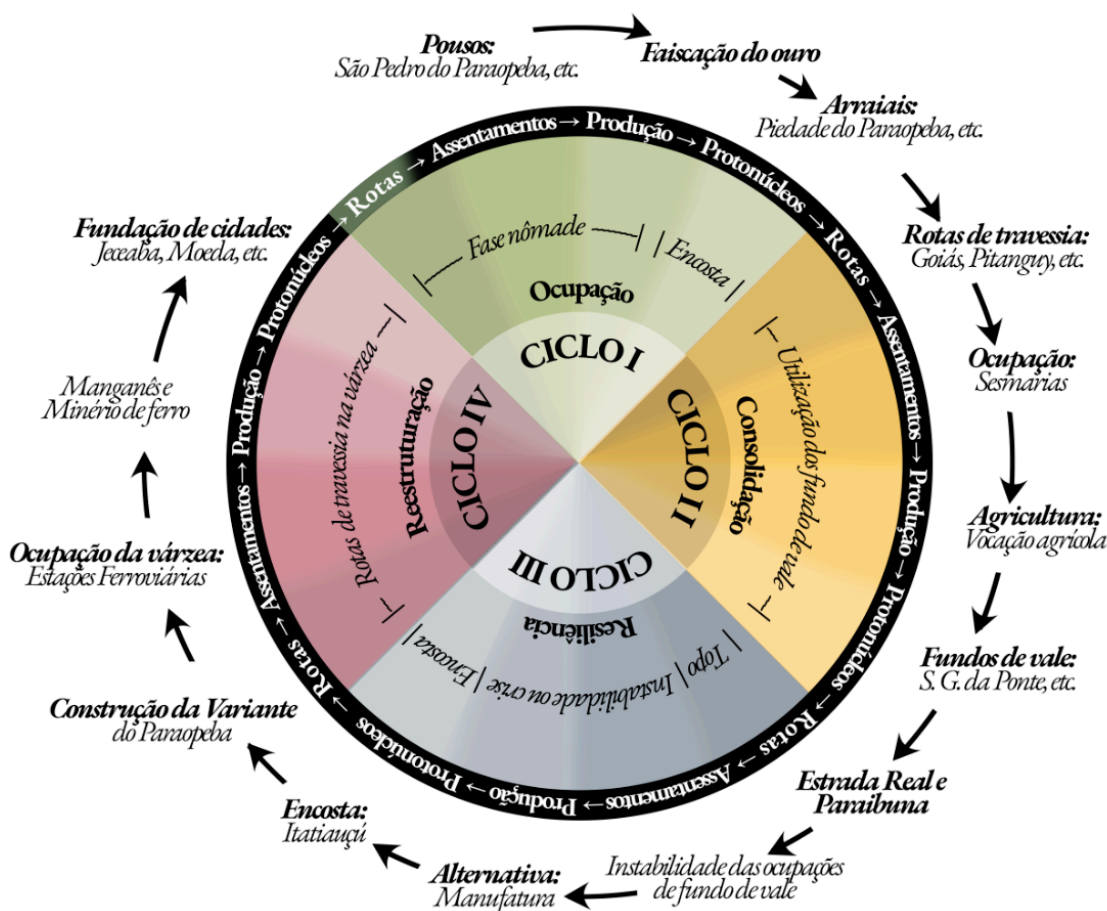 Pousos:
São Pedro do Paraopeba, etc.
Faiscação do ouro
Arraiais:
Piedade do Paraopeba, etc.
Rotas de travessia:
Goiás, Pitanguy, etc.
Ocupação:
Sesmarias
Agricultura:
Vocação agrícola
Fundos de vale:
S. G. da Ponte, etc.
Estrada Real e
Paraibuna
Instabilidade das ocupações
de fundo de vale
Alternativa:
Manufatura
Encosta:
Itatiauçú
Construção da Variante
do Paraopeba
Ocupação da várzea:
Estações Ferroviárias
Manganês e
Minério de ferro
Fundação de cidades:
Jeceaba, Moeda, etc.
Rotas → Assentamentos → Produção → Protonúcleos → Rotas → Assentamentos → Produção → Protonúcleos → Rotas → Assentamentos → Produção → Protonúcleos → Rotas → Assentamentos → Produção → Protonúcleos →
|—— Fase nômade ——|
| Encosta |
Ocupação
CICLO I
|— Utilização dos fundo de vale —|
Consolidação
CICLO II
| Topo | Instabilidade ou crise | Encosta |
Resiliência
CICLO III
|— Rotas de travessia na várzea —|
Reestruturação
CICLO IV